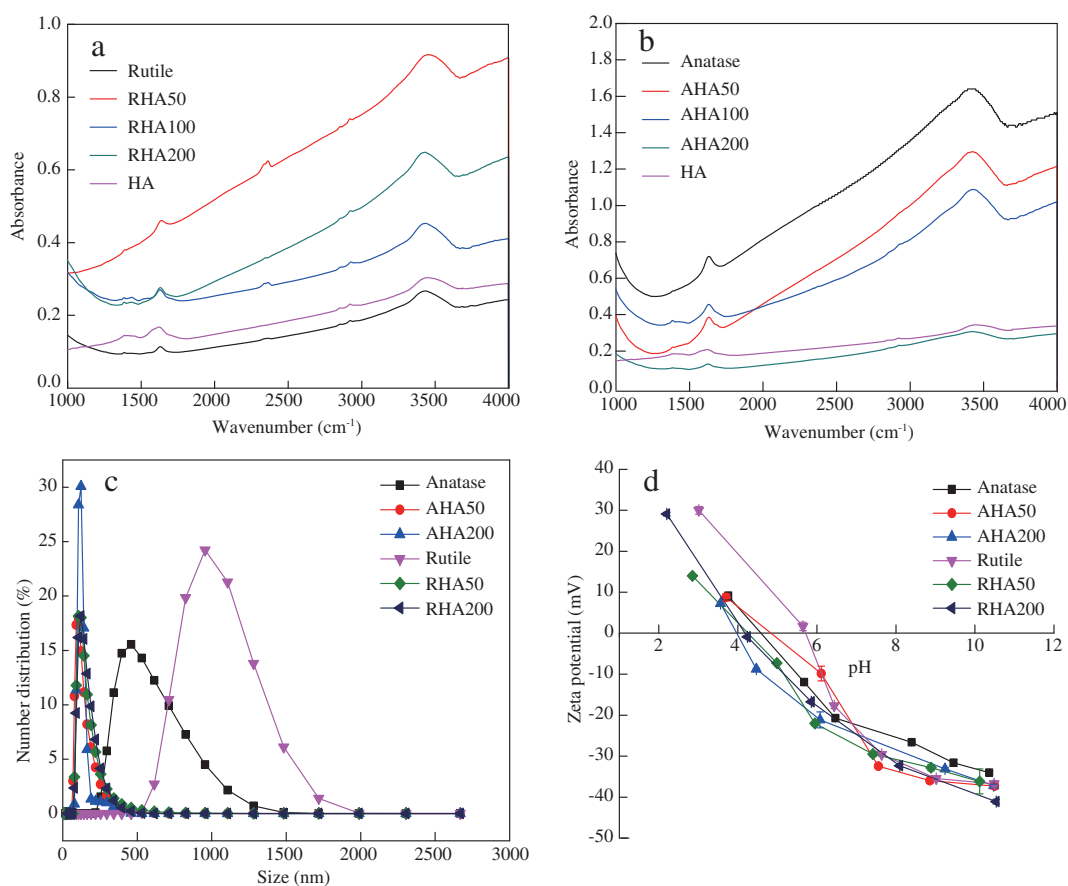 a
Rutile
RHA50
RHA100
RHA200
HA
Absorbance
1.0
0.8
0.6
0.4
0.2
0.0
1000 1500 2000 2500 3000 3500 4000
Wavenumber (cm-1)
b
Anatase
AHA50
AHA100
AHA200
HA
Absorbance
2.0
1.8
1.6
1.4
1.2
1.0
0.8
0.6
0.4
0.2
0.0
1000 1500 2000 2500 3000 3500 4000
Wavenumber (cm-1)
c
Anatase
AHA50
AHA200
Rutile
RHA50
RHA200
Number distribution (%)
30
25
20
15
10
5
0
0 500 1000 1500 2000 2500 3000
Size (nm)
d
Anatase
AHA50
AHA200
Rutile
RHA50
RHA200
Zeta potential (mV)
40
30
20
10
0
-10
-20
-30
-40
-50
2 4 6 8 10 12
pH